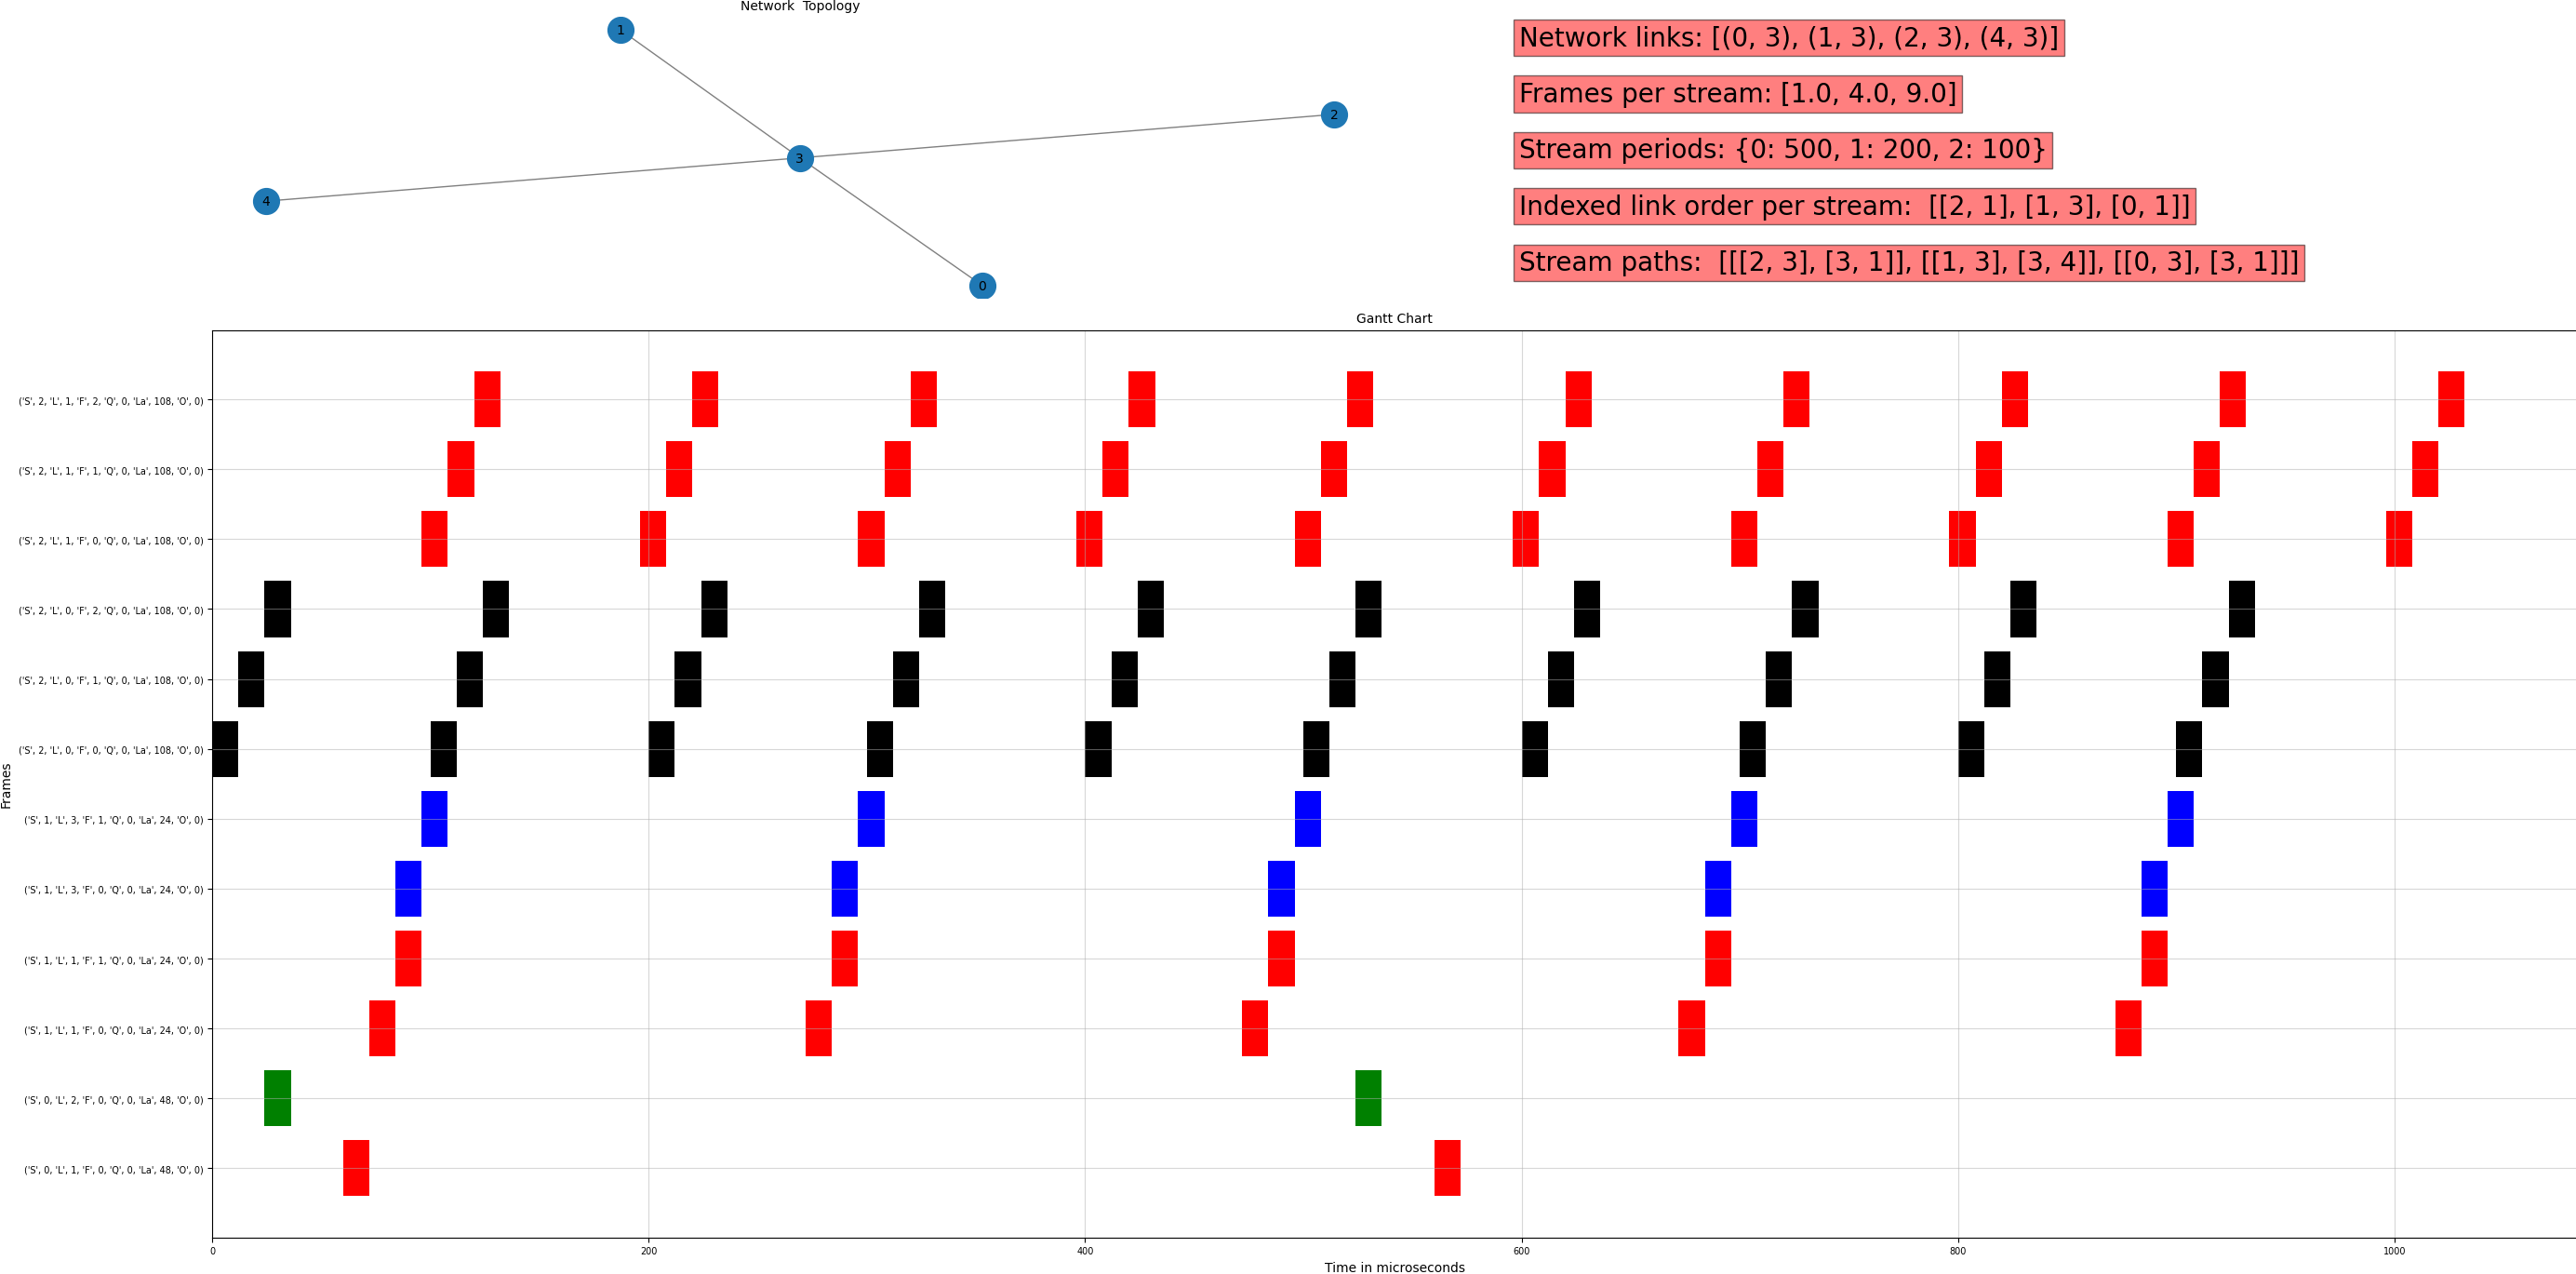 Network  Topology
1
2
3
4
0
Network links: [(0, 3), (1, 3), (2, 3), (4, 3)]
Frames per stream: [1.0, 4.0, 9.0]
Stream periods: {0: 500, 1: 200, 2: 100}
Indexed link order per stream:  [[2, 1], [1, 3], [0, 1]]
Stream paths:  [[[2, 3], [3, 1]], [[1, 3], [3, 4]], [[0, 3], [3, 1]]]
Gantt Chart
Frames
('S', 2, 'L', 1, 'F', 2, 'Q', 0, 'La', 108, 'O', 0)
('S', 2, 'L', 1, 'F', 1, 'Q', 0, 'La', 108, 'O', 0)
('S', 2, 'L', 1, 'F', 0, 'Q', 0, 'La', 108, 'O', 0)
('S', 2, 'L', 0, 'F', 2, 'Q', 0, 'La', 108, 'O', 0)
('S', 2, 'L', 0, 'F', 1, 'Q', 0, 'La', 108, 'O', 0)
('S', 2, 'L', 0, 'F', 0, 'Q', 0, 'La', 108, 'O', 0)
('S', 1, 'L', 3, 'F', 1, 'Q', 0, 'La', 24, 'O', 0)
('S', 1, 'L', 3, 'F', 0, 'Q', 0, 'La', 24, 'O', 0)
('S', 1, 'L', 1, 'F', 1, 'Q', 0, 'La', 24, 'O', 0)
('S', 1, 'L', 1, 'F', 0, 'Q', 0, 'La', 24, 'O', 0)
('S', 0, 'L', 2, 'F', 0, 'Q', 0, 'La', 48, 'O', 0)
('S', 0, 'L', 1, 'F', 0, 'Q', 0, 'La', 48, 'O', 0)
0 200 400 600 800 1000
Time in microseconds